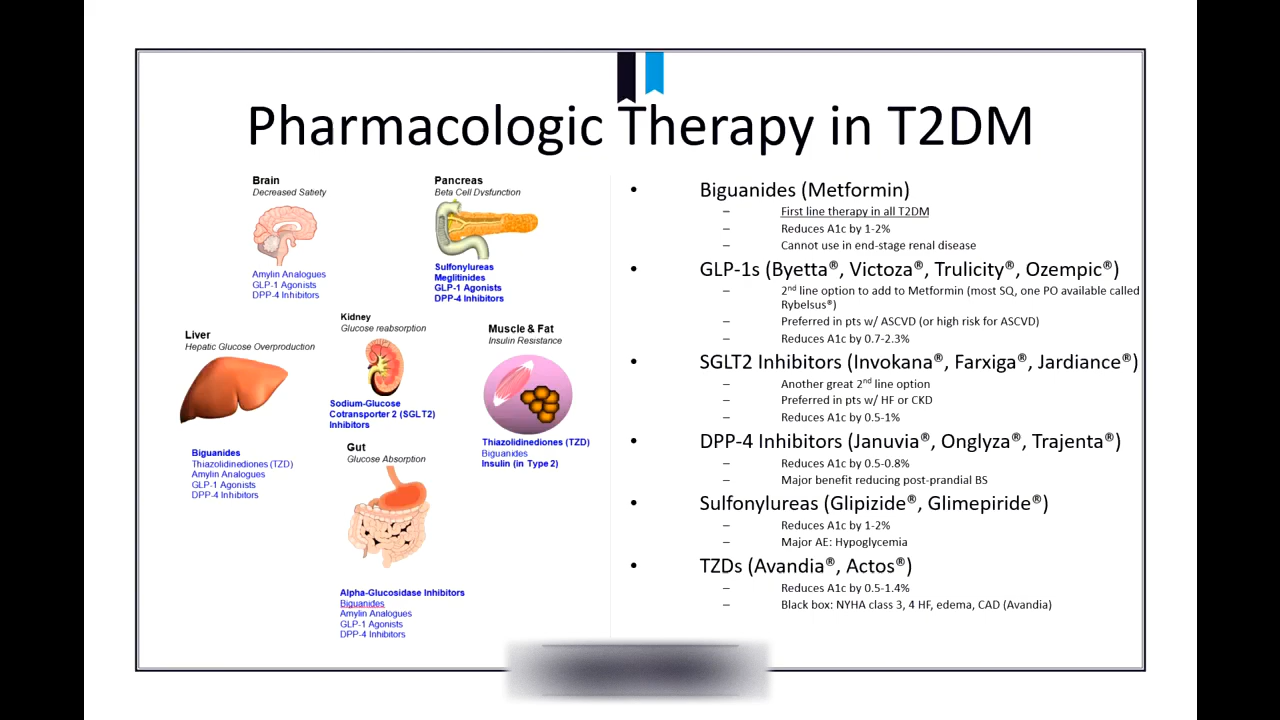 Pharmacologic Therapy in T2DM
Brain
Decreased Satiety
Amylin Analogues
GLP-1 Agonists
DPP-4 Inhibitors
Pancreas
Beta Cell Dysfunction
Sulfonylureas
Meglitinides
GLP-1 Agonists
DPP-4 Inhibitors
Liver
Hepatic Glucose Overproduction
Biguanides
Thiazolidinediones (TZD)
Amylin Analogues
GLP-1 Agonists
DPP-4 Inhibitors
Kidney
Glucose reabsorption
Sodium-Glucose
Cotransporter 2 (SGLT2)
Inhibitors
Muscle & Fat
Insulin Resistance
Thiazolidinediones (TZD)
Biguanides
Insulin (in Type 2)
Gut
Glucose Absorption
Alpha-Glucosidase Inhibitors
Biguanides
Amylin Analogues
GLP-1 Agonists
DPP-4 Inhibitors
• Biguanides (Metformin)
– First line therapy in all T2DM
– Reduces A1c by 1-2%
– Cannot use in end-stage renal disease
• GLP-1s (Byetta®, Victoza®, Trulicity®, Ozempic®)
– 2nd line option to add to Metformin (most SQ, one PO available called
Rybelsus®)
– Preferred in pts w/ ASCVD (or high risk for ASCVD)
– Reduces A1c by 0.7-2.3%
• SGLT2 Inhibitors (Invokana®, Farxiga®, Jardiance®)
– Another great 2nd line option
– Preferred in pts w/ HF or CKD
– Reduces A1c by 0.5-1%
• DPP-4 Inhibitors (Januvia®, Onglyza®, Trajenta®)
– Reduces A1c by 0.5-0.8%
– Major benefit reducing post-prandial BS
• Sulfonylureas (Glipizide®, Glimepiride®)
– Reduces A1c by 1-2%
– Major AE: Hypoglycemia
• TZDs (Avandia®, Actos®)
– Reduces A1c by 0.5-1.4%
– Black box: NYHA class 3, 4 HF, edema, CAD (Avandia)